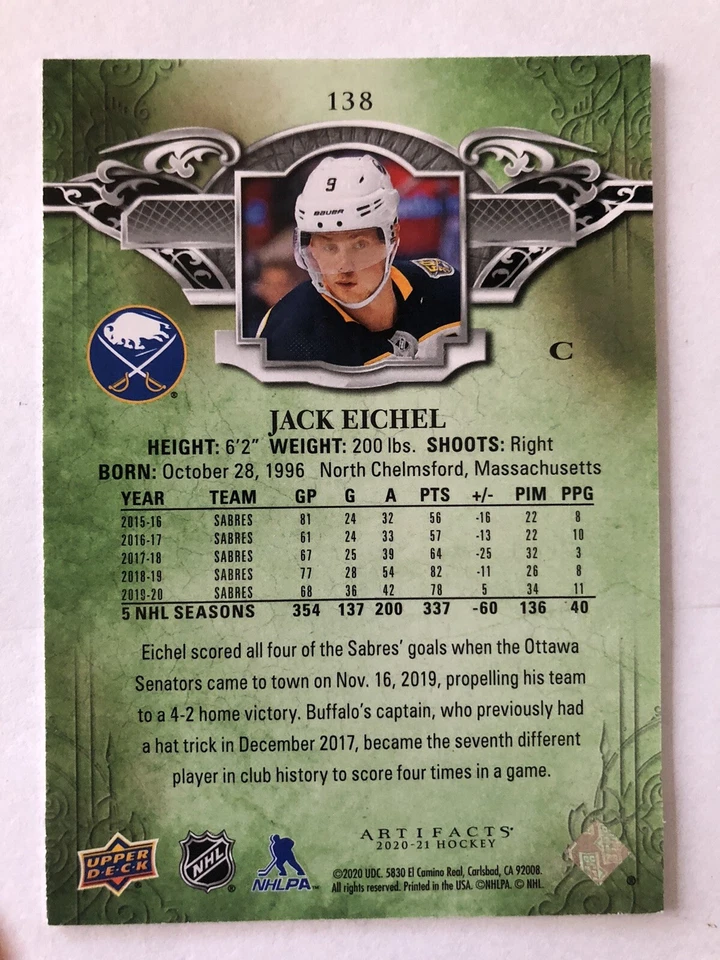 138
9
BAUER
C
®
JACK EICHEL
HEIGHT: 6'2" WEIGHT: 200 lbs. SHOOTS: Right
BORN: October 28, 1996 North Chelmsford, Massachusetts
YEAR TEAM GP G A PTS +/- PIM PPG
2015-16 SABRES 81 24 32 56 -16 22 8
2016-17 SABRES 61 24 33 57 -13 22 10
2017-18 SABRES 67 25 39 64 -25 32 3
2018-19 SABRES 77 28 54 82 -11 26 8
2019-20 SABRES 68 36 42 78 5 34 11
5 NHL SEASONS 354 137 200 337 -60 136 40
Eichel scored all four of the Sabres' goals when the Ottawa
Senators came to town on Nov. 16, 2019, propelling his team
to a 4-2 home victory. Buffalo's captain, who previously had
a hat trick in December 2017, became the seventh different
player in club history to score four times in a game.
ARTIFACTS
2020-21 HOCKEY
UPPER
D·E·C·K
NHL ®
NHLPA™
©2020 UDC. 5830 El Camino Real, Carlsbad, CA 92008.
All rights reserved. Printed in the USA. ©NHLPA. © NHL.
®